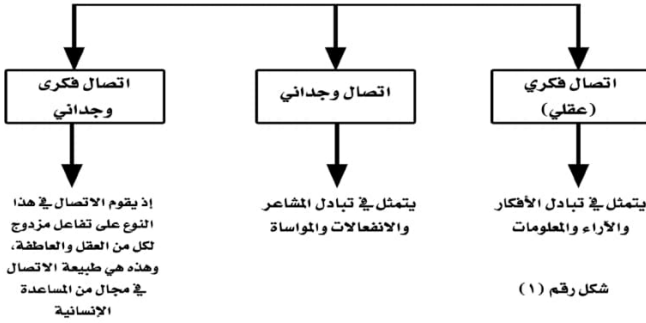 اتصال فكري
(عقلي)
يتمثل في تبادل الأفكار
والآراء والمعلومات
اتصال وجداني
يتمثل في تبادل المشاعر
والانفعالات والمواساة
اتصال فكرى
وجداني
إذ يقوم الاتصال في هذا
النوع على تفاعل مزدوج
لكل من العقل والعاطفة،
وهذه هي طبيعة الاتصال
في مجال من المساعدة
الإنسانية
شكل رقم (١)